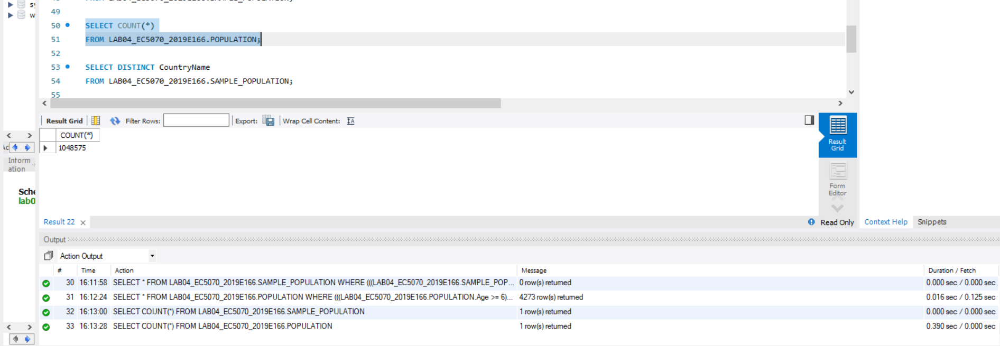 sy
w
49
50 SELECT COUNT(*)
51 FROM LAB04_EC5070_2019E166.POPULATION;
52
53 SELECT DISTINCT CountryName
54 FROM LAB04_EC5070_2019E166.SAMPLE_POPULATION;
55
Result Grid Filter Rows: Export: Wrap Cell Content:
COUNT(*)
1048575
Inform
ation
Sche
lab0
Result
Grid
Form
Editor
Result 22
Read Only
Context Help Snippets
Output
Action Output
# Time Action Message Duration / Fetch
30 16:11:58 SELECT * FROM LAB04_EC5070_2019E166.SAMPLE_POPULATION WHERE (((LAB04_EC5070_2019E166.SAMPLE_POP... 0 row(s) returned 0.000 sec / 0.000 sec
31 16:12:24 SELECT * FROM LAB04_EC5070_2019E166.POPULATION WHERE (((LAB04_EC5070_2019E166.POPULATION.Age >= 6)... 4273 row(s) returned 0.016 sec / 0.125 sec
32 16:13:00 SELECT COUNT(*) FROM LAB04_EC5070_2019E166.SAMPLE_POPULATION 1 row(s) returned 0.000 sec / 0.000 sec
33 16:13:28 SELECT COUNT(*) FROM LAB04_EC5070_2019E166.POPULATION 1 row(s) returned 0.390 sec / 0.000 sec